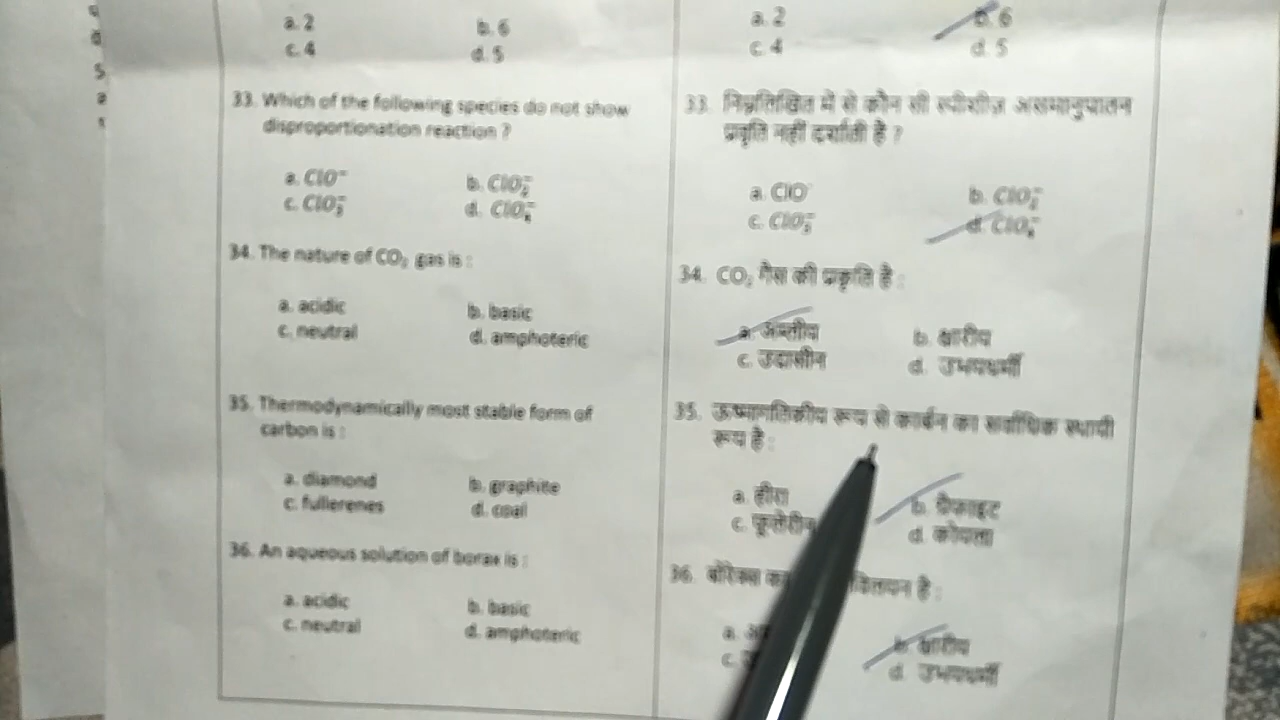 a. 2 b. 6
c. 4 d. 5
33. Which of the following species do not show
disproportionation reaction ?
a. ClO⁻ b. ClO₂⁻
c. ClO₃⁻ d. ClO₄⁻
34. The nature of CO₂ gas is :
a. acidic b. basic
c. neutral d. amphoteric
35. Thermodynamically most stable form of
carbon is :
a. diamond b. graphite
c. fullerenes d. coal
36. An aqueous solution of borax is :
a. acidic b. basic
c. neutral d. amphoteric
a. 2 b. 6
c. 4 d. 5
33. निम्नलिखित में से कौन सी स्पीशीज़ असमानुपातन
प्रवृति नहीं दर्शाती है ?
a. ClO b. ClO₂⁻
c. ClO₃⁻ d. ClO₄⁻
34. CO₂ गैस की प्रकृति है :
a. अम्लीय b. क्षारीय
c. उदासीन d. उभयधर्मी
35. ऊष्मागतिकीय रूप से कार्बन का सर्वाधिक स्थायी
रूप है :
a. हीरा b. ग्रैफाइट
c. फुलेरीन d. कोयला
36. बोरेक्स का विलयन है :
a. b. क्षारीय
c. d. उभयधर्मी